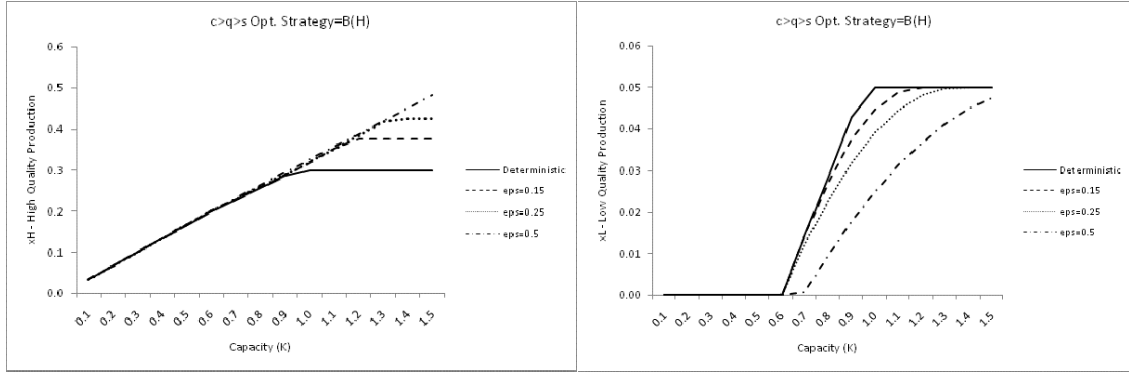 c>q>s Opt. Strategy=B(H)
0.6
0.5
0.4
0.3
0.2
0.1
0.0
xH - High Quality Production
0.1 0.2 0.3 0.4 0.5 0.6 0.7 0.8 0.9 1.0 1.1 1.2 1.3 1.4 1.5
Capacity (K)
Deterministic
eps=0.15
eps=0.25
eps=0.5
c>q>s Opt. Strategy=B(H)
0.06
0.05
0.04
0.03
0.02
0.01
0.00
xL - Low Quality Production
0.1 0.2 0.3 0.4 0.5 0.6 0.7 0.8 0.9 1.0 1.1 1.2 1.3 1.4 1.5
Capacity (K)
Deterministic
eps=0.15
eps=0.25
eps=0.5